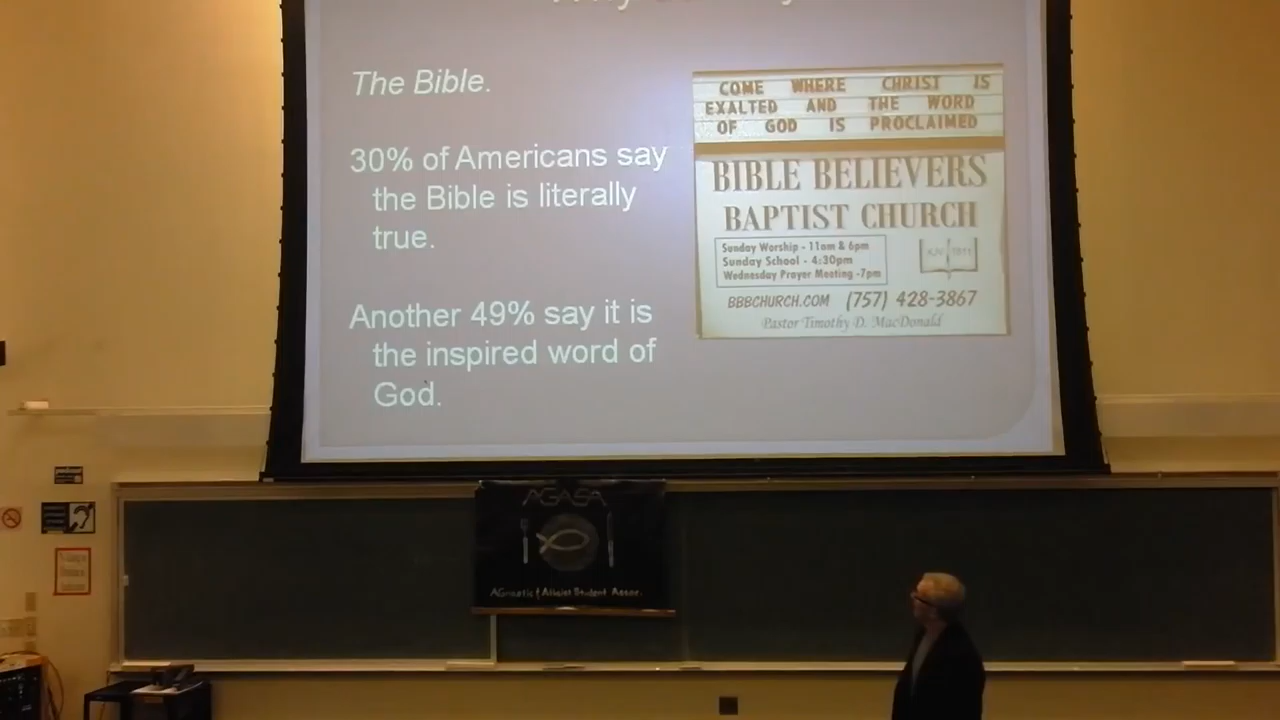 The Bible.
30% of Americans say
the Bible is literally
true.
Another 49% say it is
the inspired word of
God.
COME WHERE CHRIST IS
EXALTED AND THE WORD
OF GOD IS PROCLAIMED
BIBLE BELIEVERS
BAPTIST CHURCH
Sunday Worship - 11am & 6pm
Sunday School - 4:30pm
Wednesday Prayer Meeting -7pm
KJV 1611
BBBCHURCH.COM (757) 428-3867
Pastor Timothy D. MacDonald
AGASA
AGnostic & Atheist Student Assoc.